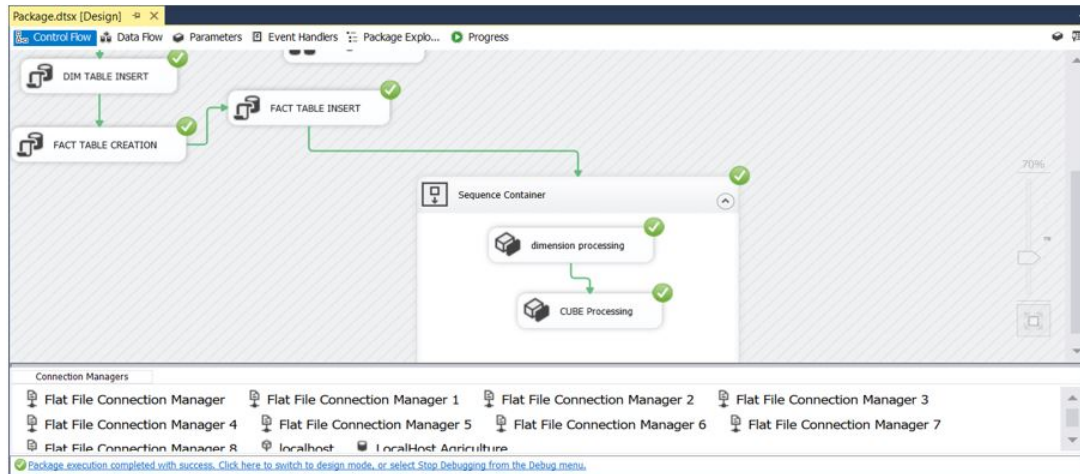 Package.dtsx [Design]
Control Flow Data Flow Parameters Event Handlers Package Explo... Progress
DIM TABLE INSERT
FACT TABLE INSERT
FACT TABLE CREATION
70%
Sequence Container
dimension processing
CUBE Processing
Connection Managers
Flat File Connection Manager Flat File Connection Manager 1 Flat File Connection Manager 2 Flat File Connection Manager 3
Flat File Connection Manager 4 Flat File Connection Manager 5 Flat File Connection Manager 6 Flat File Connection Manager 7
Flat File Connection Manager 8 localhost LocalHost Agriculture
Package execution completed with success. Click here to switch to design mode, or select Stop Debugging from the Debug menu.